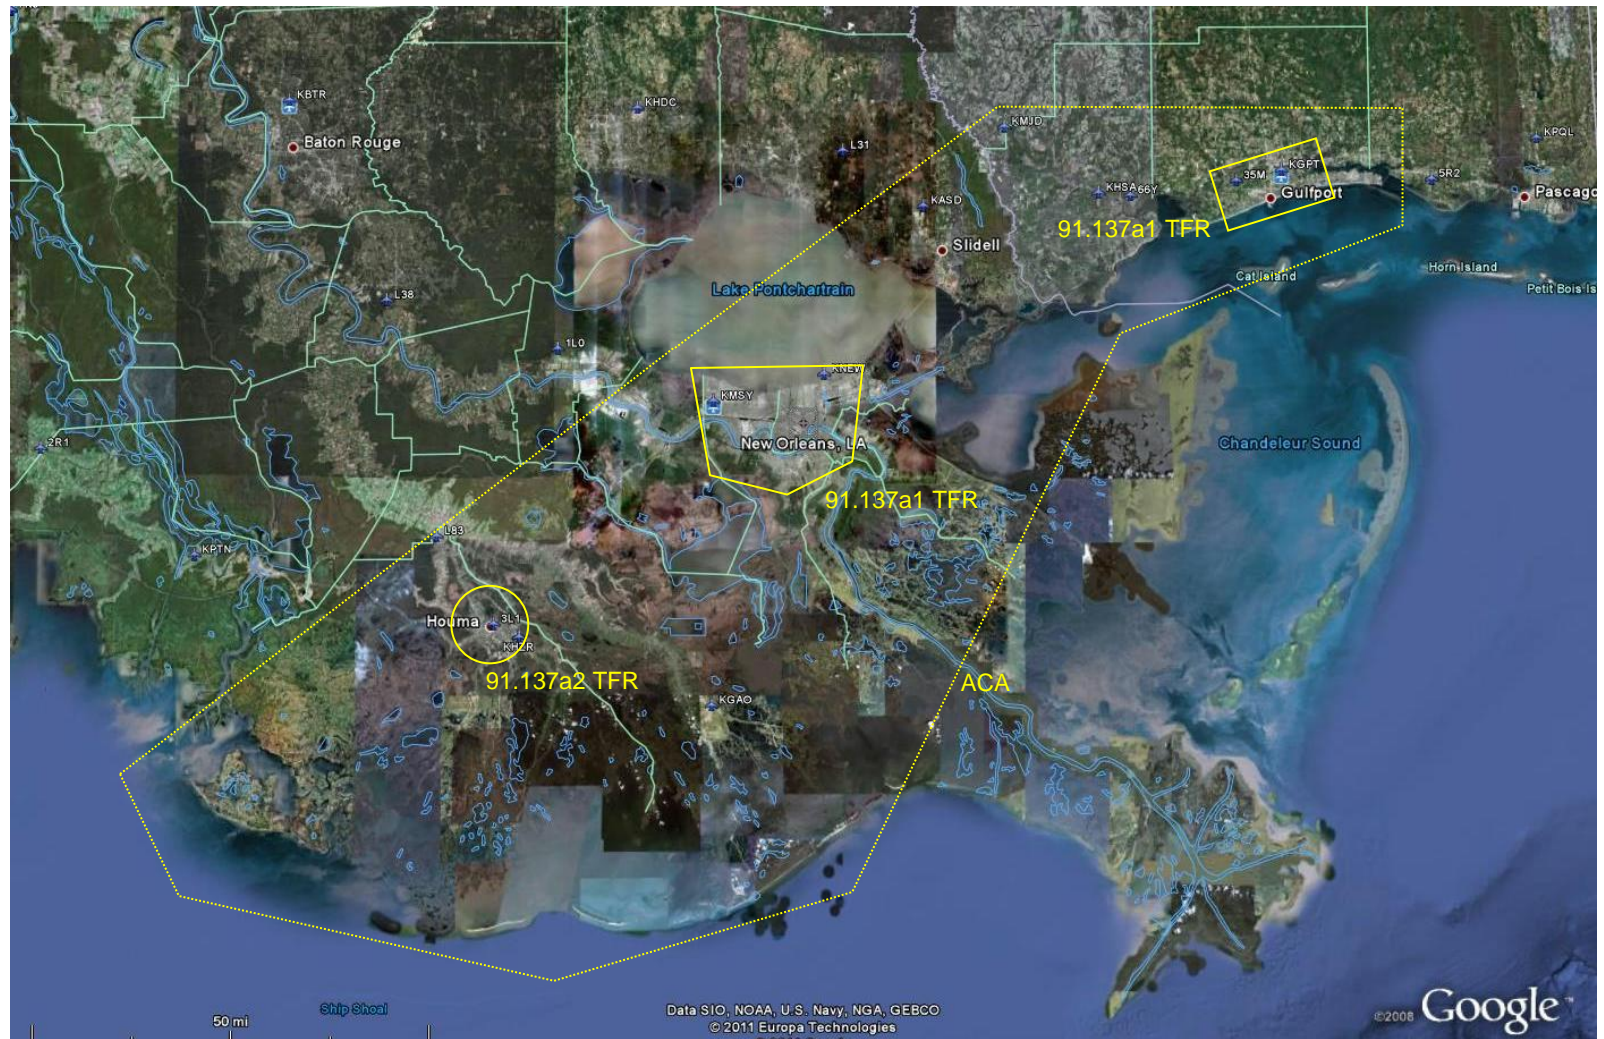 KBTR
Baton Rouge
KHDC
L31
KMJD
KPQL
KASD
KHSA
66Y
35M
KGPT
Gulfport
5R2
Pascago
91.137a1 TFR
Slidell
Cat Island
Horn Island
Petit Bois Is
Lake Pontchartrain
L38
1L0
KNEW
KMSY
New Orleans, LA
Chandeleur Sound
2R1
91.137a1 TFR
L83
KPTN
Houma
3L1
KHZR
91.137a2 TFR
ACA
KGAO
Ship Shoal
50 mi
Data SIO, NOAA, U.S. Navy, NGA, GEBCO
© 2011 Europa Technologies
©2008 Google™